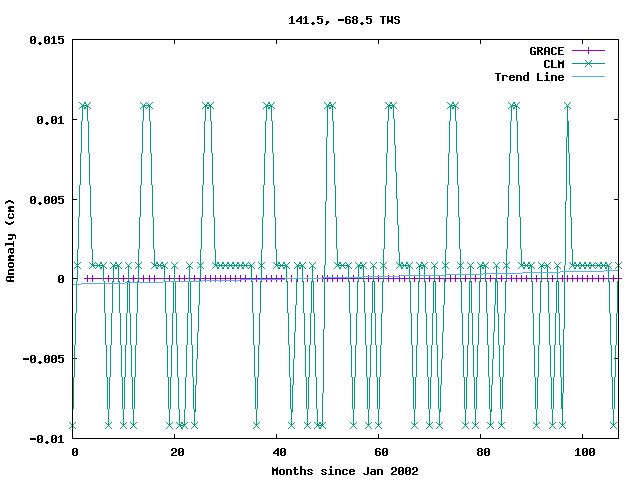 141.5, -68.5 TWS
GRACE
CLM
Trend Line
0.015
0.01
0.005
0
-0.005
-0.01
Anomaly (cm)
0 20 40 60 80 100
Months since Jan 2002